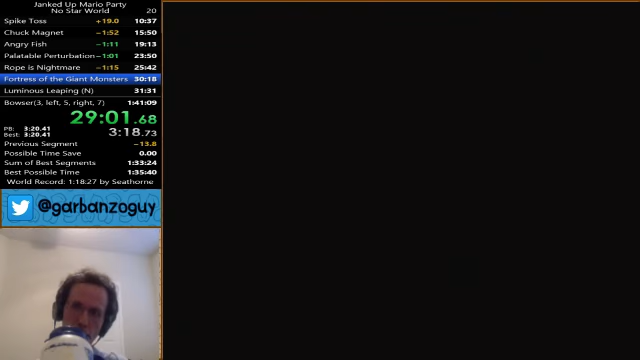 Janked Up Mario Party
No Star World 20
Spike Toss +19.0 10:37
Chuck Magnet -1:52 15:50
Angry Fish -1:11 19:13
Palatable Perturbation -1:01 23:50
Rope is Nightmare -1:15 25:42
Fortress of the Giant Monsters 30:18
Luminous Leaping (N) 31:31
Bowser(3, left, 5, right, 7) 1:41:09
29:01.68
PB: 3:20.41
Best: 3:20.41
3:18.73
Previous Segment -13.8
Possible Time Save 0.00
Sum of Best Segments 1:33:24
Best Possible Time 1:35:40
World Record: 1:18:27 by Seathorne
@garbanzoguy